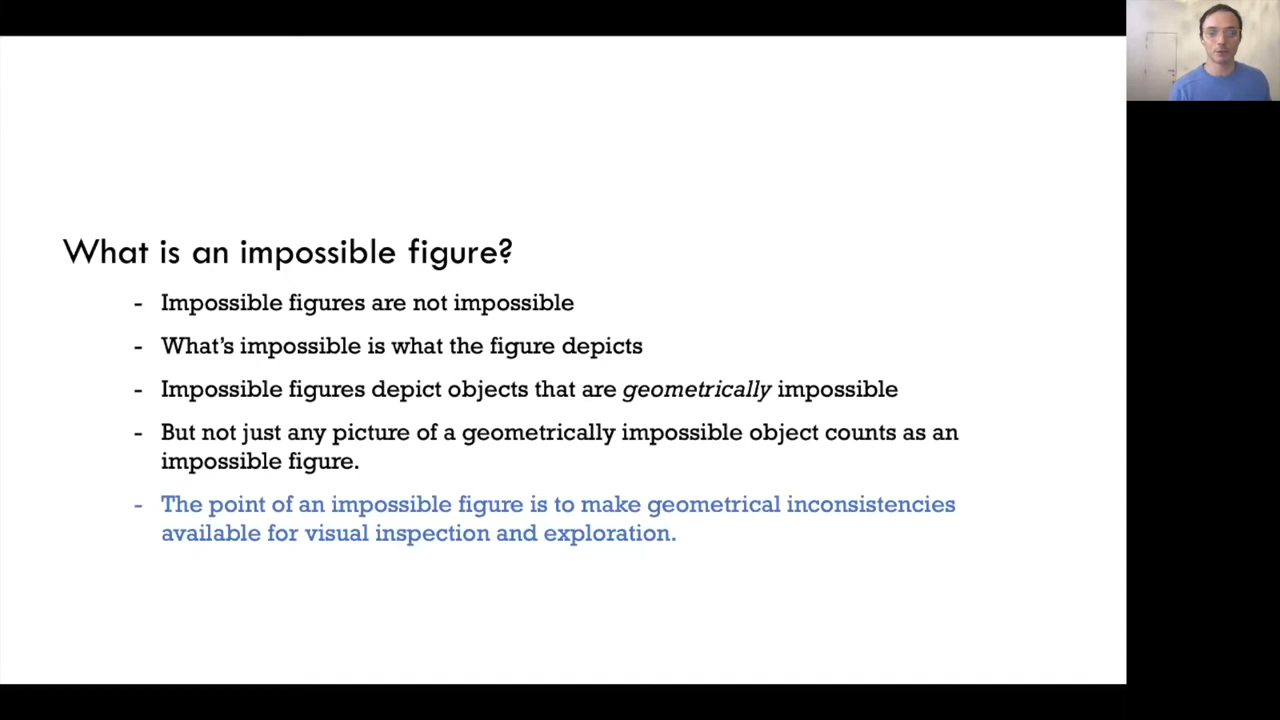 What is an impossible figure?
- Impossible figures are not impossible
- What’s impossible is what the figure depicts
- Impossible figures depict objects that are geometrically impossible
- But not just any picture of a geometrically impossible object counts as an
impossible figure.
- The point of an impossible figure is to make geometrical inconsistencies
available for visual inspection and exploration.